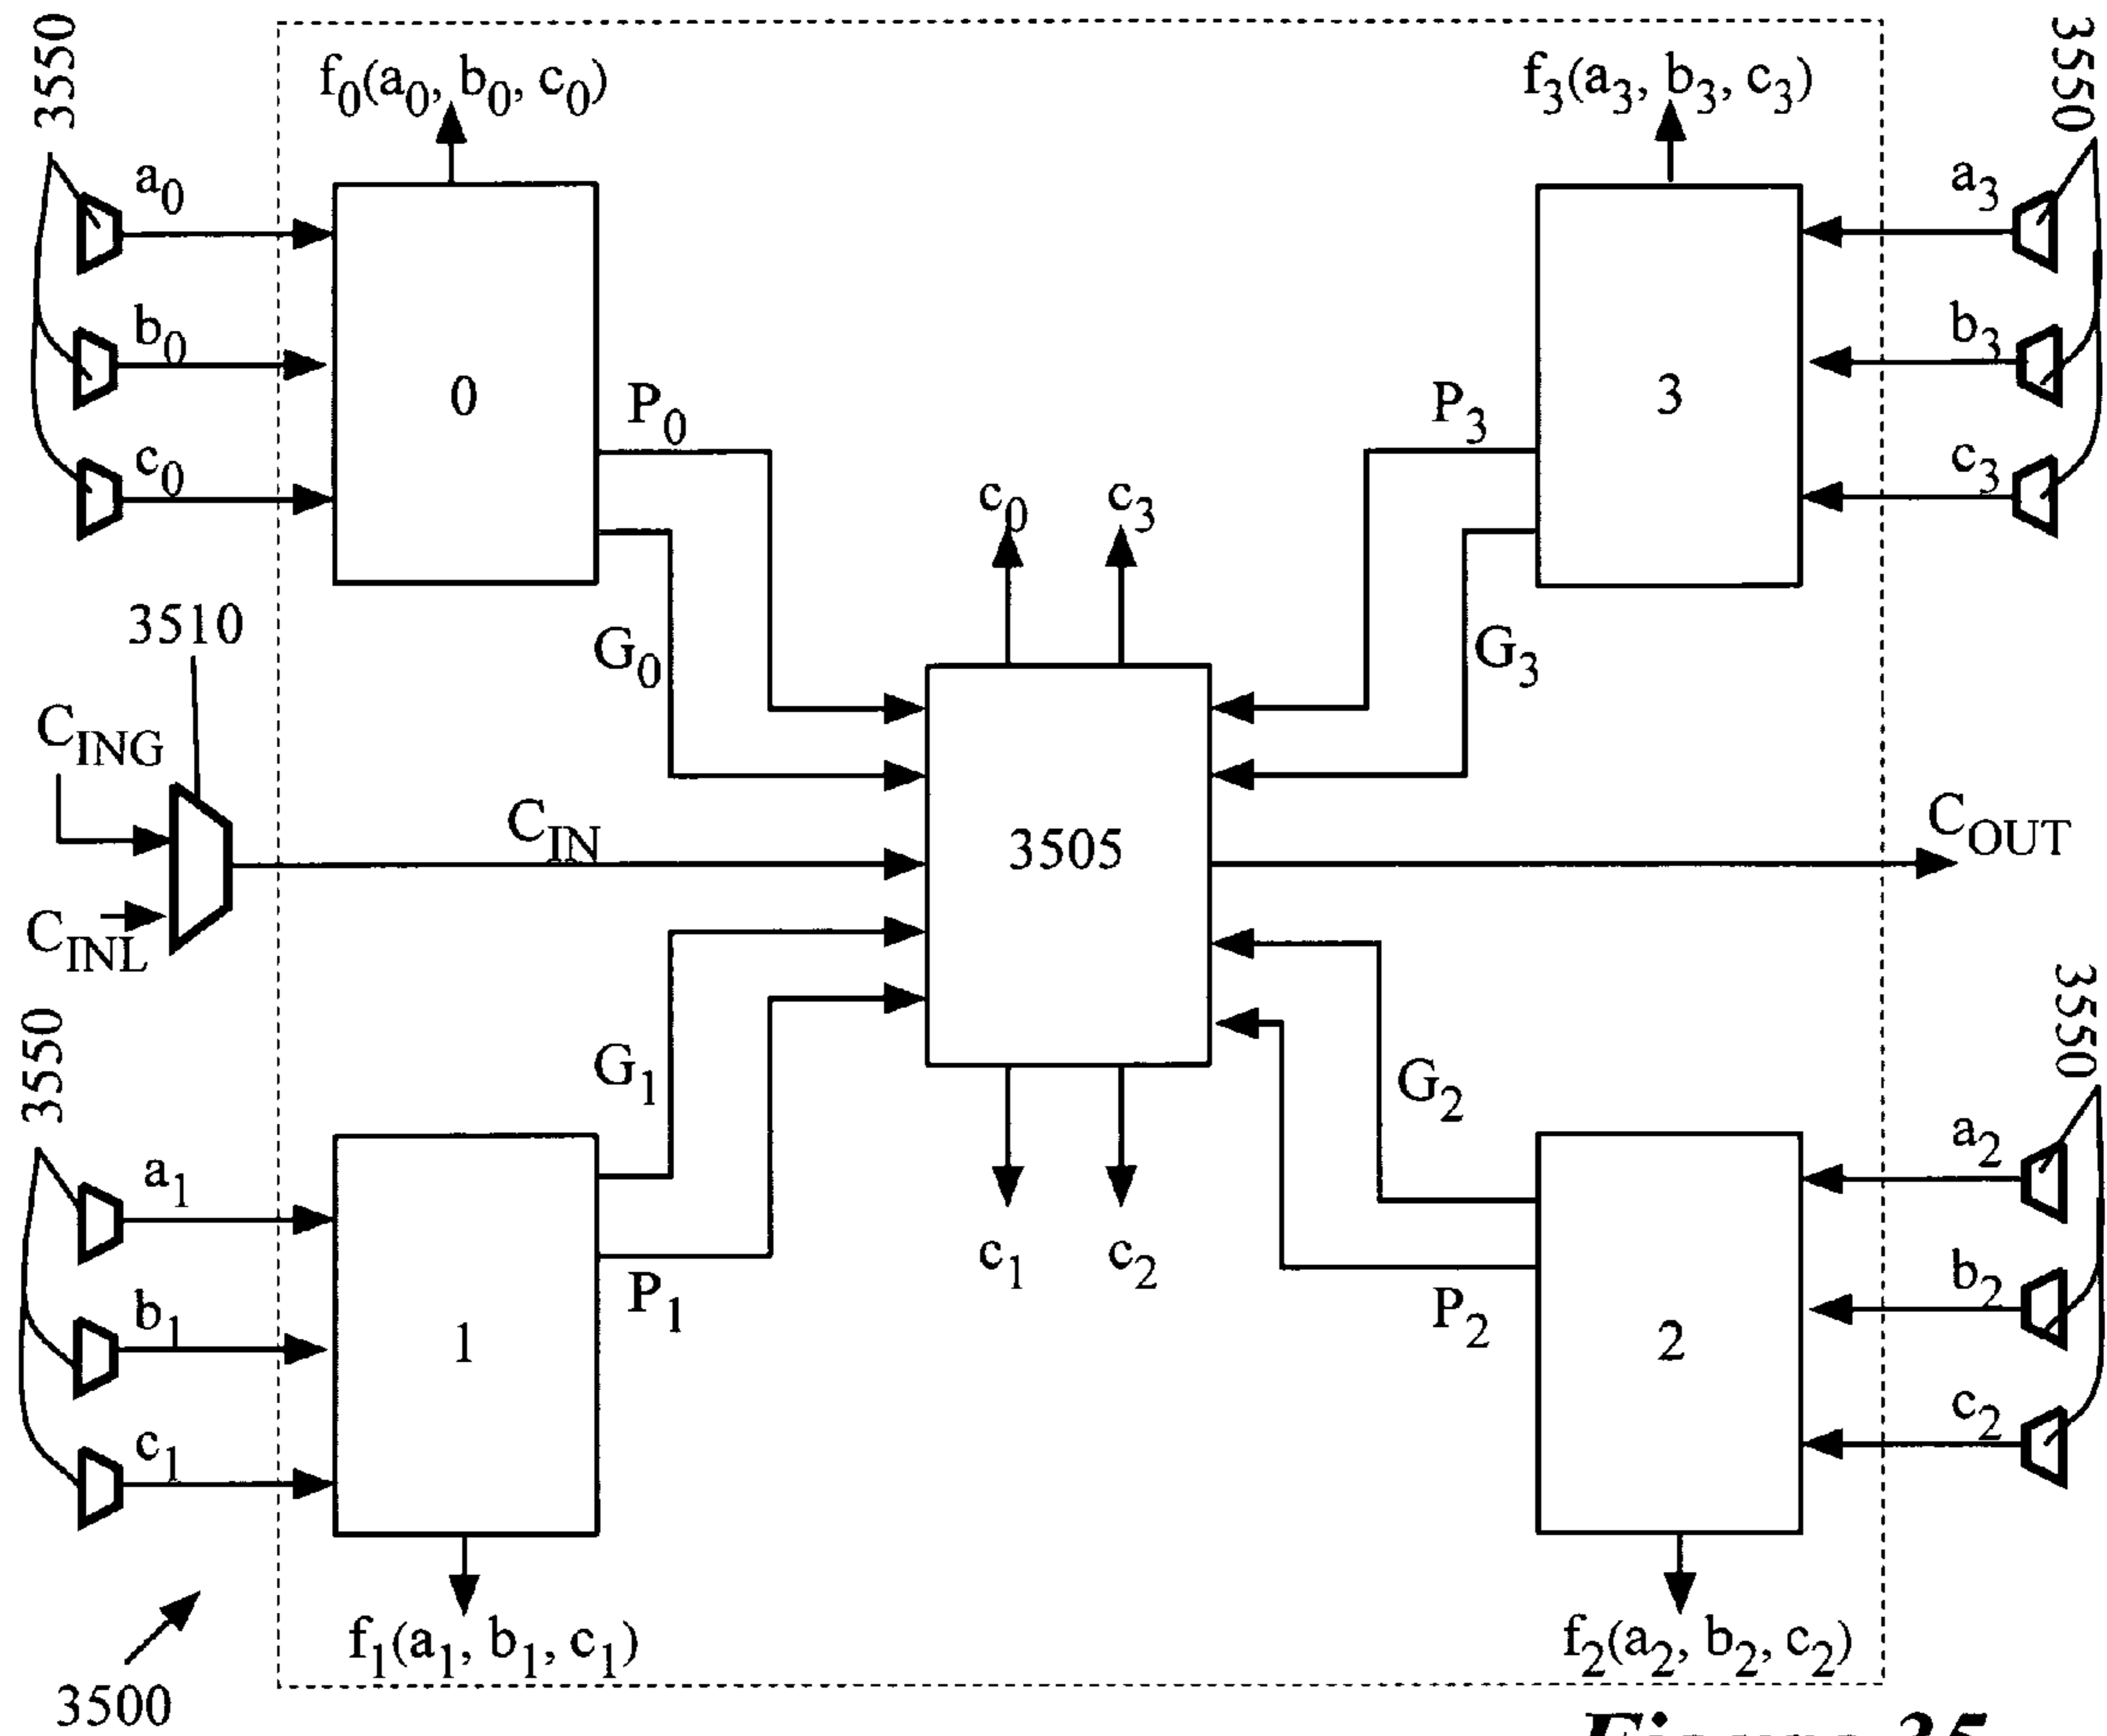 3550
f0(a0, b0, c0)
f3(a3, b3, c3)
3550
a0
a3
b0
b3
0
3
P0
P3
c0
c3
c0
c3
3510
G0
G3
CING
CIN
3505
COUT
CINL
3550
3550
G1
G2
a1
a2
c1
c2
b1
P1
P2
b2
1
2
c1
c2
f1(a1, b1, c1)
f2(a2, b2, c2)
3500
Figure 35